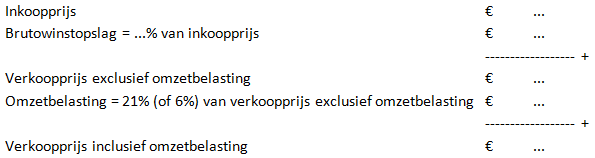 Inkoopprijs € ...
Brutowinstopslag = ...% van inkoopprijs € ...
------------------ +
Verkoopprijs exclusief omzetbelasting € ...
Omzetbelasting = 21% (of 6%) van verkoopprijs exclusief omzetbelasting € ...
------------------ +
Verkoopprijs inclusief omzetbelasting € ...